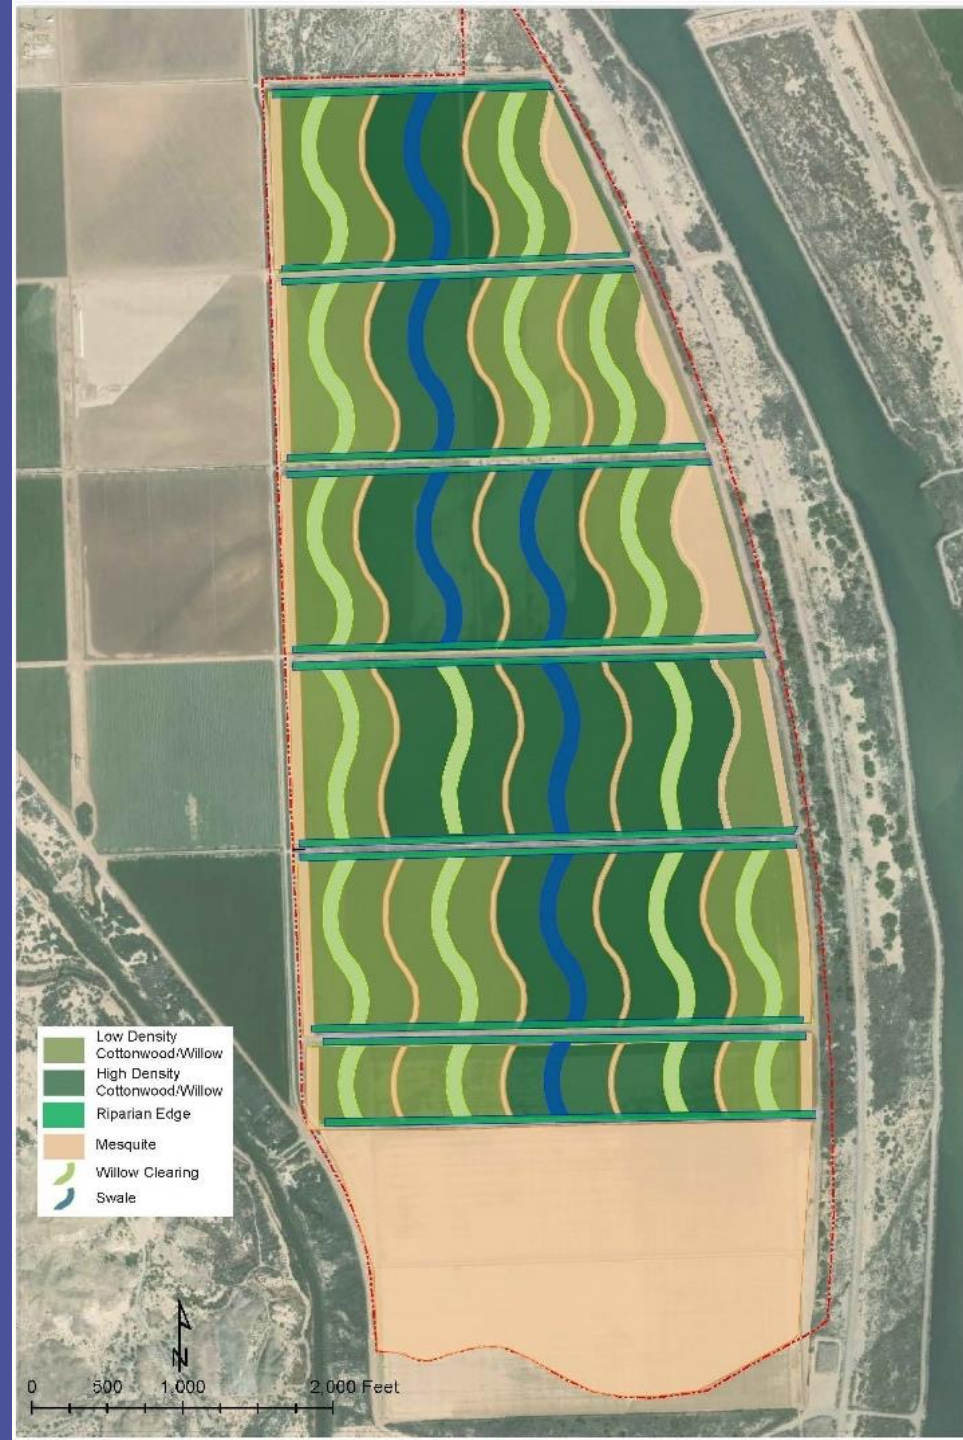 Low Density
Cottonwood/Willow
High Density
Cottonwood/Willow
Riparian Edge
Mesquite
Willow Clearing
Swale
N
0 500 1,000 2,000 Feet